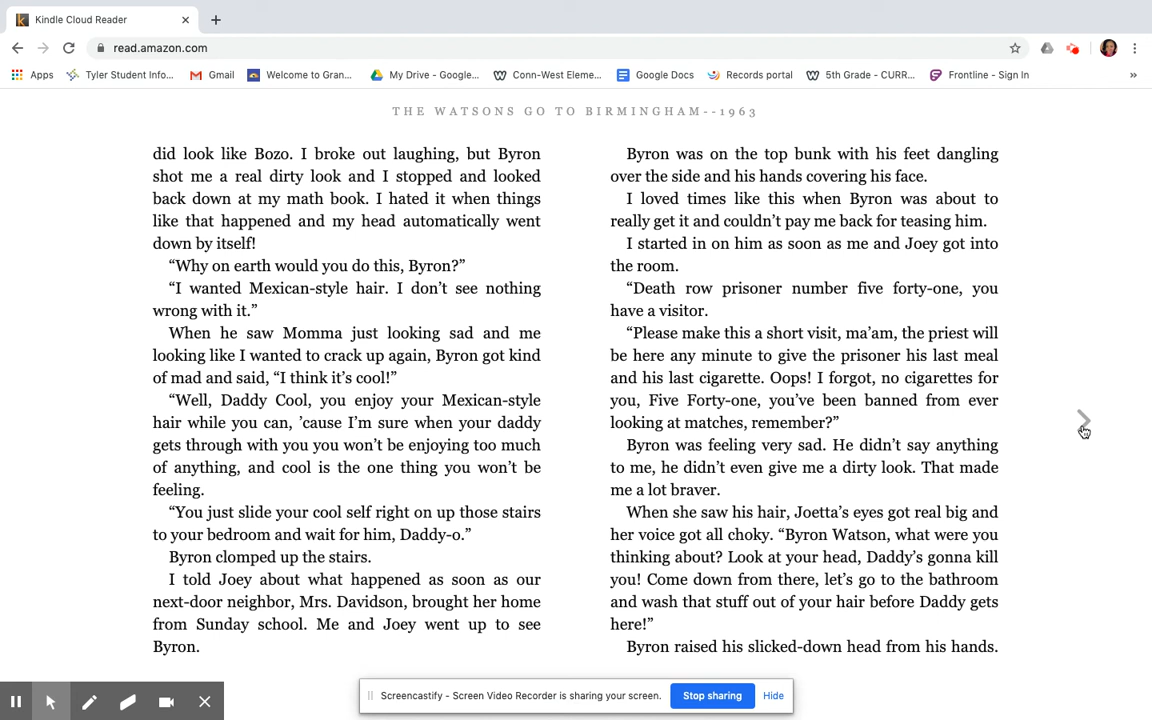 Kindle Cloud Reader
read.amazon.com
Apps
Tyler Student Info...
Gmail
Welcome to Gran...
My Drive - Google...
Conn-West Eleme...
Google Docs
Records portal
5th Grade - CURR...
Frontline - Sign In
»
THE WATSONS GO TO BIRMINGHAM--1963
did look like Bozo. I broke out laughing, but Byron
shot me a real dirty look and I stopped and looked
back down at my math book. I hated it when things
like that happened and my head automatically went
down by itself!
“Why on earth would you do this, Byron?”
“I wanted Mexican-style hair. I don’t see nothing
wrong with it.”
When he saw Momma just looking sad and me
looking like I wanted to crack up again, Byron got kind
of mad and said, “I think it’s cool!”
“Well, Daddy Cool, you enjoy your Mexican-style
hair while you can, ’cause I’m sure when your daddy
gets through with you you won’t be enjoying too much
of anything, and cool is the one thing you won’t be
feeling.
“You just slide your cool self right on up those stairs
to your bedroom and wait for him, Daddy-o.”
Byron clomped up the stairs.
I told Joey about what happened as soon as our
next-door neighbor, Mrs. Davidson, brought her home
from Sunday school. Me and Joey went up to see
Byron.
Byron was on the top bunk with his feet dangling
over the side and his hands covering his face.
I loved times like this when Byron was about to
really get it and couldn’t pay me back for teasing him.
I started in on him as soon as me and Joey got into
the room.
“Death row prisoner number five forty-one, you
have a visitor.
“Please make this a short visit, ma’am, the priest will
be here any minute to give the prisoner his last meal
and his last cigarette. Oops! I forgot, no cigarettes for
you, Five Forty-one, you’ve been banned from ever
looking at matches, remember?”
Byron was feeling very sad. He didn’t say anything
to me, he didn’t even give me a dirty look. That made
me a lot braver.
When she saw his hair, Joetta’s eyes got real big and
her voice got all choky. “Byron Watson, what were you
thinking about? Look at your head, Daddy’s gonna kill
you! Come down from there, let’s go to the bathroom
and wash that stuff out of your hair before Daddy gets
here!”
Byron raised his slicked-down head from his hands.
Screencastify - Screen Video Recorder is sharing your screen.
Stop sharing
Hide